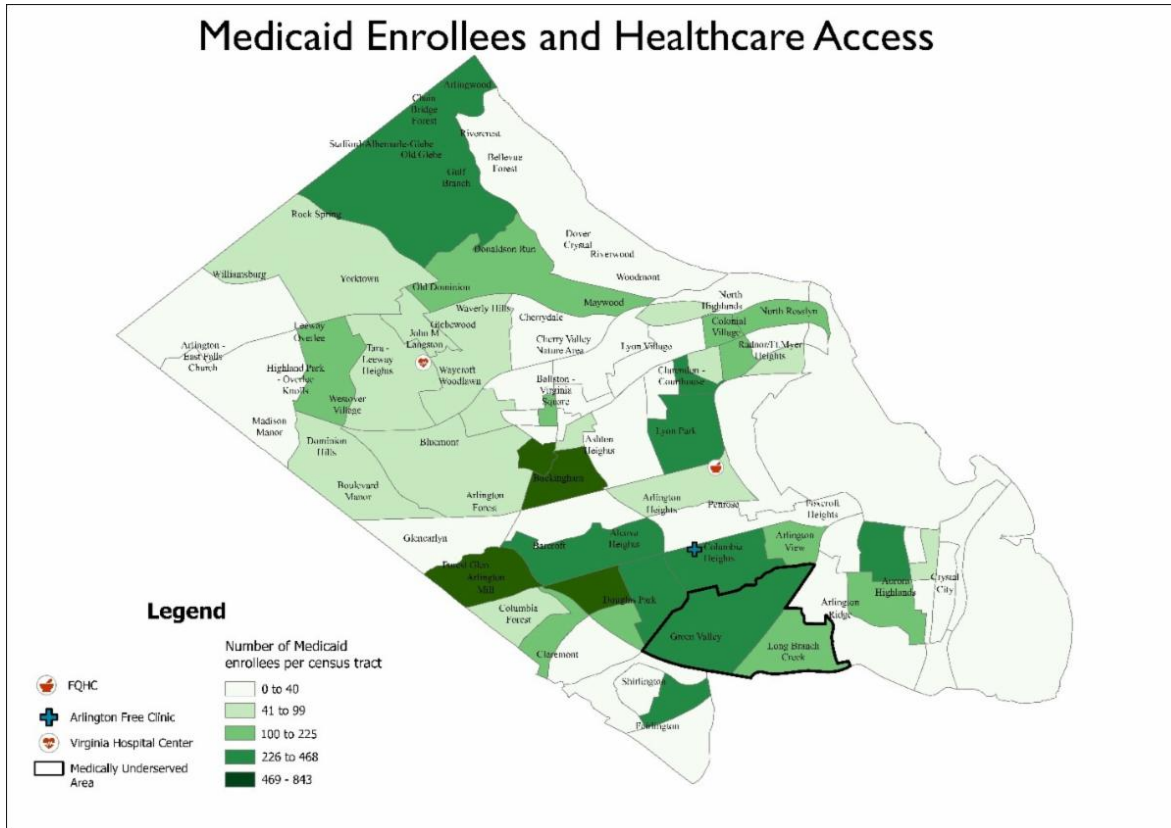 Medicaid Enrollees and Healthcare Access
Arlingwood
Chain
Bridge
Forest
Rivercrest
Stafford-Albemarle-Glebe
Old Glebe
Bellevue
Forest
Gulf
Branch
Rock Spring
Dover
Crystal
Donaldson Run
Riverwood
Williamsburg
Yorktown
Woodmont
Old Dominion
North
Highlands
Maywood
Waverly Hills
North Rosslyn
Cherrydale
Colonial
Village
Glebewood
Leeway
Overlee
John M
Langston
Cherry Valley
Nature Area
Lyon Village
Radnor/Ft Myer
Heights
Arlington -
East Falls
Church
Tara -
Leeway
Heights
Highland Park
- Overlee
Knolls
Waycroft
Woodlawn
Clarendon -
Courthouse
Ballston -
Virginia
Square
Westover
Village
Madison
Manor
Lyon Park
Dominion
Hills
Bluemont
Ashton
Heights
Buckingham
Boulevard
Manor
Arlington
Forest
Arlington
Heights
Penrose
Foxcroft
Heights
Glencarlyn
Alcova
Heights
Barcroft
Columbia
Heights
Arlington
View
Forest Glen
Arlington
Mill
Aurora
Highlands
Crystal
City
Douglas Park
Columbia
Forest
Arlington
Ridge
Green Valley
Long Branch
Creek
Claremont
Shirlington
Fairlington
Legend
Number of Medicaid
enrollees per census tract
0 to 40
41 to 99
100 to 225
226 to 468
469 - 843
FQHC
Arlington Free Clinic
Virginia Hospital Center
Medically Underserved
Area